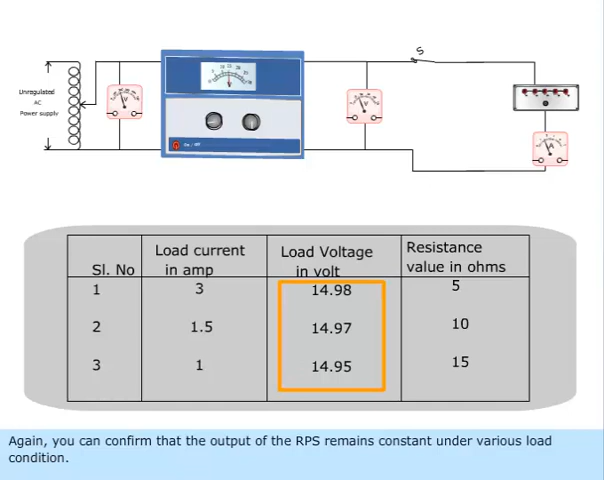 S
Unregulated
AC
Power supply
V
V
A
On / Off
Load current in amp
Load Voltage in volt
Resistance value in ohms
Sl. No
1 3 14.98 5
2 1.5 14.97 10
3 1 14.95 15
Again, you can confirm that the output of the RPS remains constant under various load
condition.